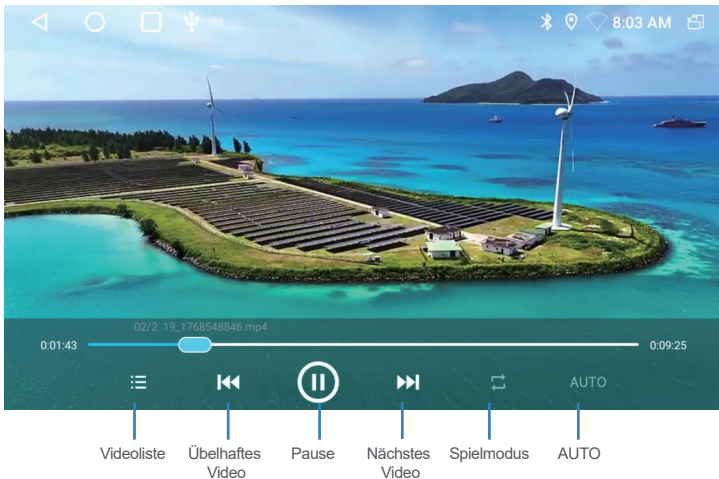 8:03 AM
02/2 19_1768548846.mp4
0:01:43
0:09:25
AUTO
Videoliste
Übelhaftes
Video
Pause
Nächstes
Video
Spielmodus
AUTO